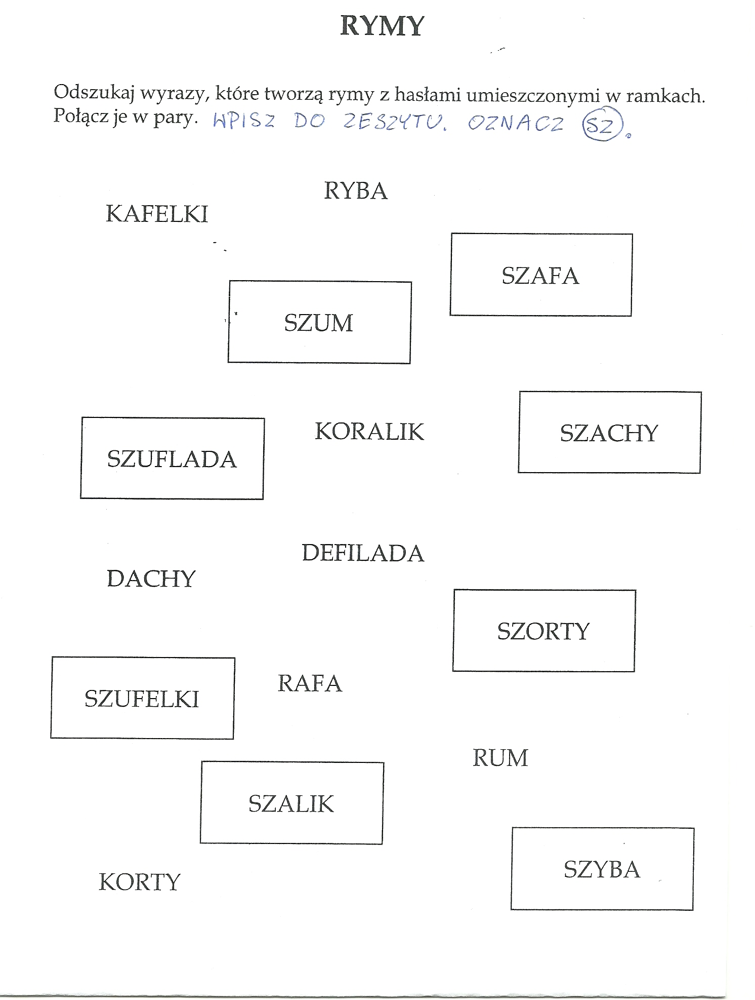 RYMY
Odszukaj wyrazy, które tworzą rymy z hasłami umieszczonymi w ramkach.
Połącz je w pary. WPISZ DO ZESZYTU. OZNACZ SZ.
RYBA
KAFELKI
SZAFA
SZUM
KORALIK
SZACHY
SZUFLADA
DEFILADA
DACHY
SZORTY
RAFA
SZUFELKI
RUM
SZALIK
SZYBA
KORTY